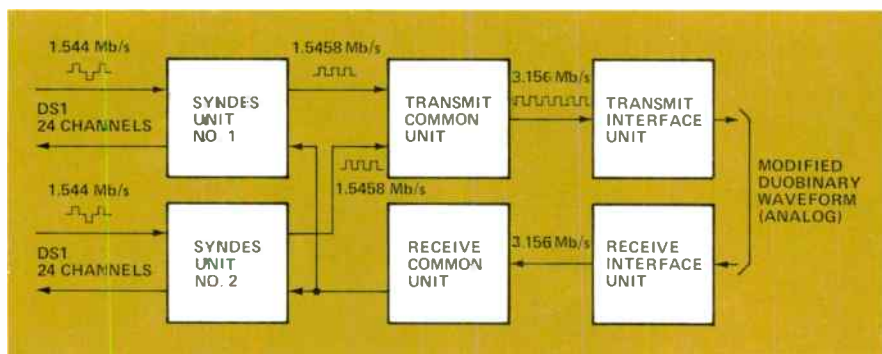 1.544 Mb/s
DS1
24 CHANNELS
SYNDES
UNIT
NO. 1
1.5458 Mb/s
TRANSMIT
COMMON
UNIT
3.156 Mb/s
TRANSMIT
INTERFACE
UNIT
MODIFIED
DUOBINARY
WAVEFORM
(ANALOG)
1.544 Mb/s
DS1
24 CHANNELS
SYNDES
UNIT
NO. 2
1.5458 Mb/s
RECEIVE
COMMON
UNIT
3.156 Mb/s
RECEIVE
INTERFACE
UNIT